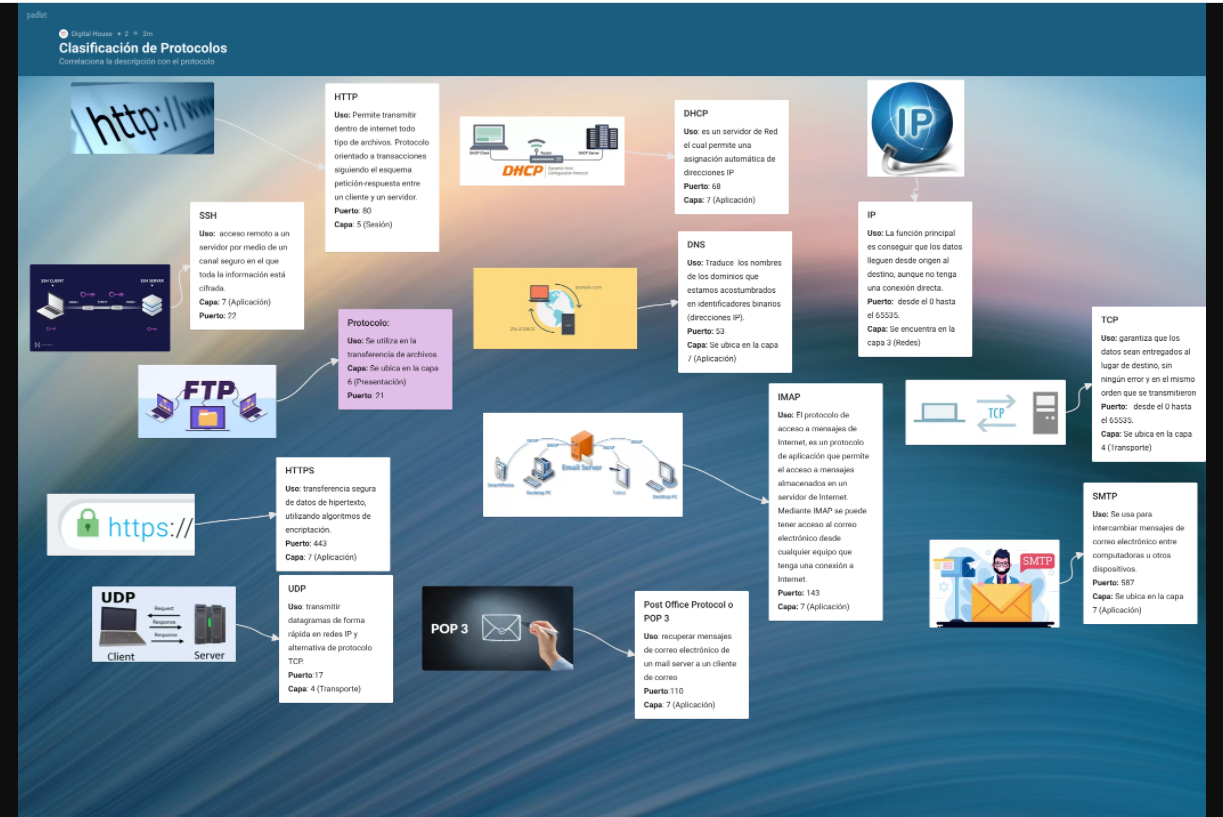 padlet
Digital House + 2 2m
Clasificación de Protocolos
Correlaciona la descripción con el protocolo
http://www
HTTP
Uso: Permite transmitir
dentro de internet todo
tipo de archivos. Protocolo
orientado a transacciones
siguiendo el esquema
petición-respuesta entre
un cliente y un servidor.
Puerto: 80
Capa: 5 (Sesión)
DHCP Client
Router
DHCP Server
DHCP
DHCP
Uso: es un servidor de Red
el cual permite una
asignación automática de
direcciones IP
Puerto: 68
Capa: 7 (Aplicación)
IP
IP
Uso: La función principal
es conseguir que los datos
lleguen desde origen al
destino, aunque no tenga
una conexión directa.
Puerto: desde el 0 hasta
el 65535.
Capa: Se encuentra en la
capa 3 (Redes)
SSH CLIENT
SSH SERVER
SSH
Uso: acceso remoto a un
servidor por medio de un
canal seguro en el que
toda la información está
cifrada.
Capa: 7 (Aplicación)
Puerto: 22
domain.com
DNS
Uso: Traduce los nombres
de los dominios que
estamos acostumbrados
en identificadores binarios
(direcciones IP).
Puerto: 53
Capa: Se ubica en la capa
7 (Aplicación)
FTP
Protocolo:
Uso: Se utiliza en la
transferencia de archivos.
Capa: Se ubica en la capa
6 (Presentación)
Puerto: 21
TCP
TCP
Uso: garantiza que los
datos sean entregados al
lugar de destino, sin
ningún error y en el mismo
orden que se transmitieron
Puerto: desde el 0 hasta
el 65535.
Capa: Se ubica en la capa
4 (Transporte)
IMAP
IMAP
IMAP
IMAP
Email Server
SmartPhone
Desktop PC
Tablet
Desktop PC
IMAP
Uso: El protocolo de
acceso a mensajes de
Internet, es un protocolo
de aplicación que permite
el acceso a mensajes
almacenados en un
servidor de Internet.
Mediante IMAP se puede
tener acceso al correo
electrónico desde
cualquier equipo que
tenga una conexión a
Internet.
Puerto: 143
Capa: 7 (Aplicación)
https://
HTTPS
Uso: transferencia segura
de datos de hipertexto,
utilizando algoritmos de
encriptación.
Puerto: 443
Capa: 7 (Aplicación)
SMTP
SMTP
Uso: Se usa para
intercambiar mensajes de
correo electrónico entre
computadoras u otros
dispositivos.
Puerto: 587
Capa: Se ubica en la capa
7 (Aplicación)
UDP
Request
Response
Response
Client
Server
UDP
Uso: transmitir
datagramas de forma
rápida en redes IP y
alternativa de protocolo
TCP.
Puerto:17
Capa: 4 (Transporte)
POP 3
Post Office Protocol o
POP 3
Uso: recuperar mensajes
de correo electrónico de
un mail server a un cliente
de correo
Puerto:110
Capa: 7 (Aplicación)